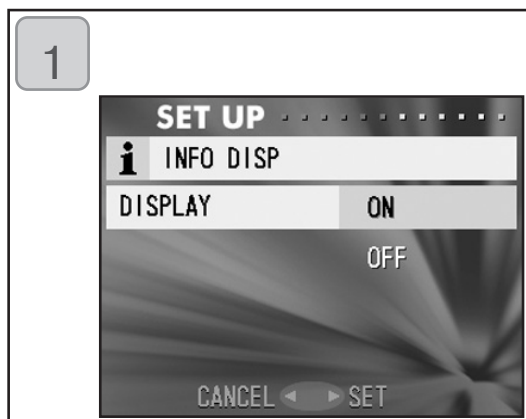 1
SET UP
i INFO DISP
DISPLAY ON
OFF
CANCEL SET